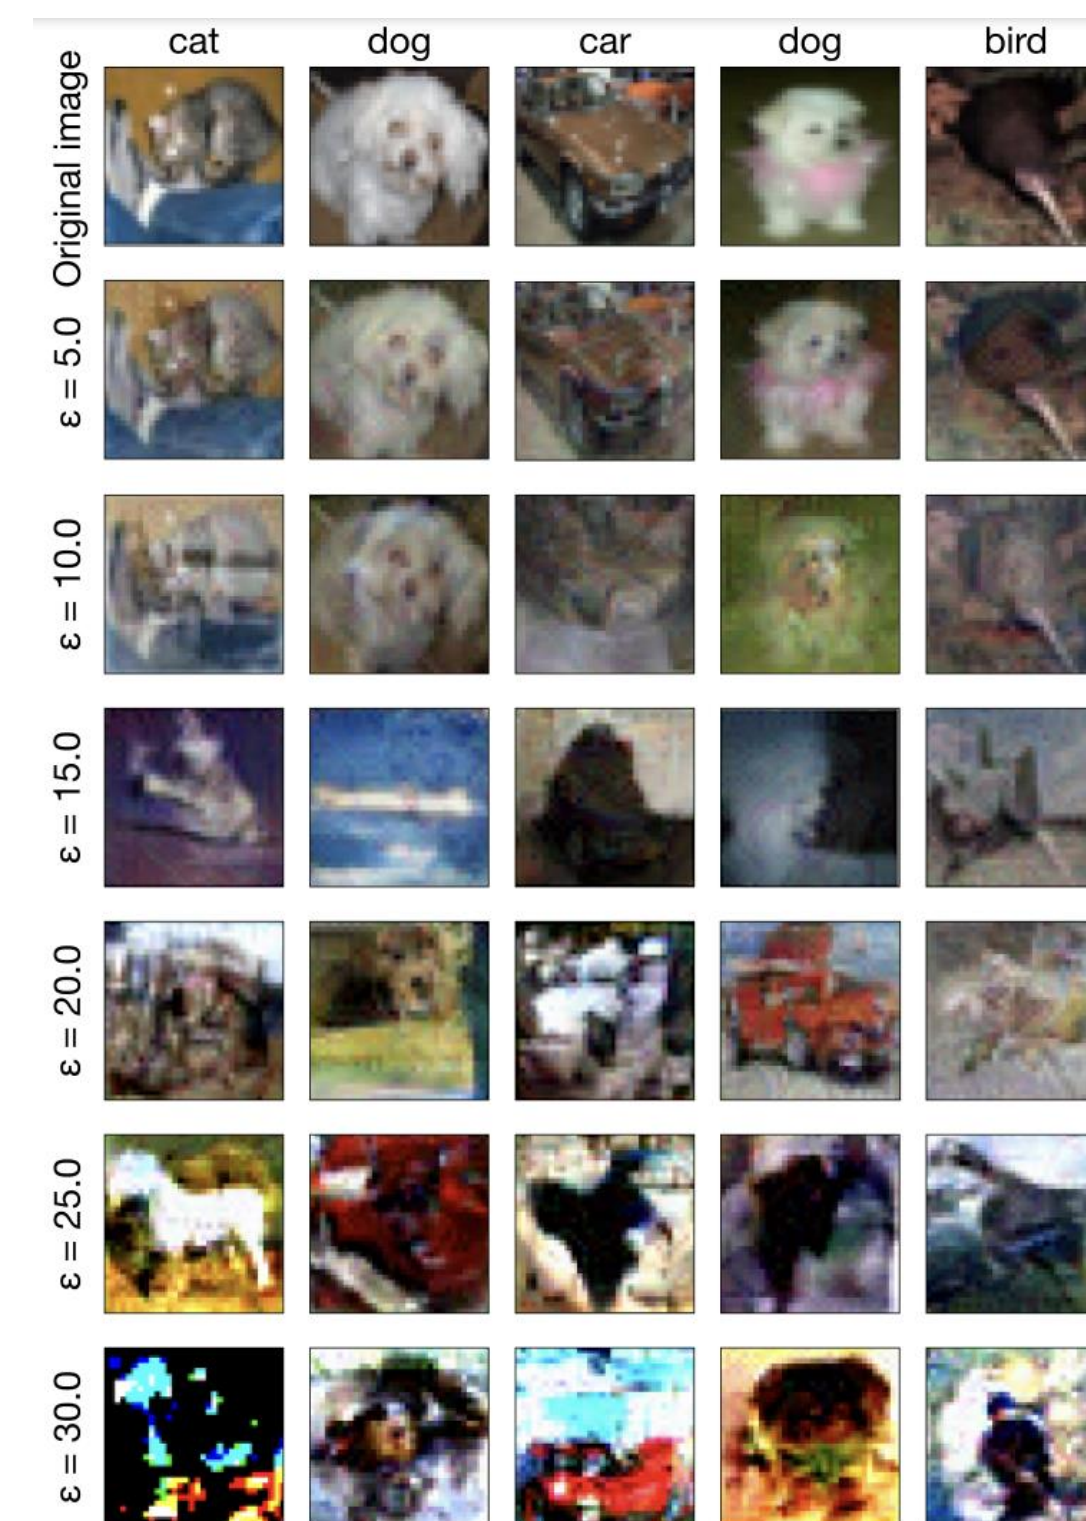 cat dog car dog bird
Original image
ε = 5.0
ε = 10.0
ε = 15.0
ε = 20.0
ε = 25.0
ε = 30.0